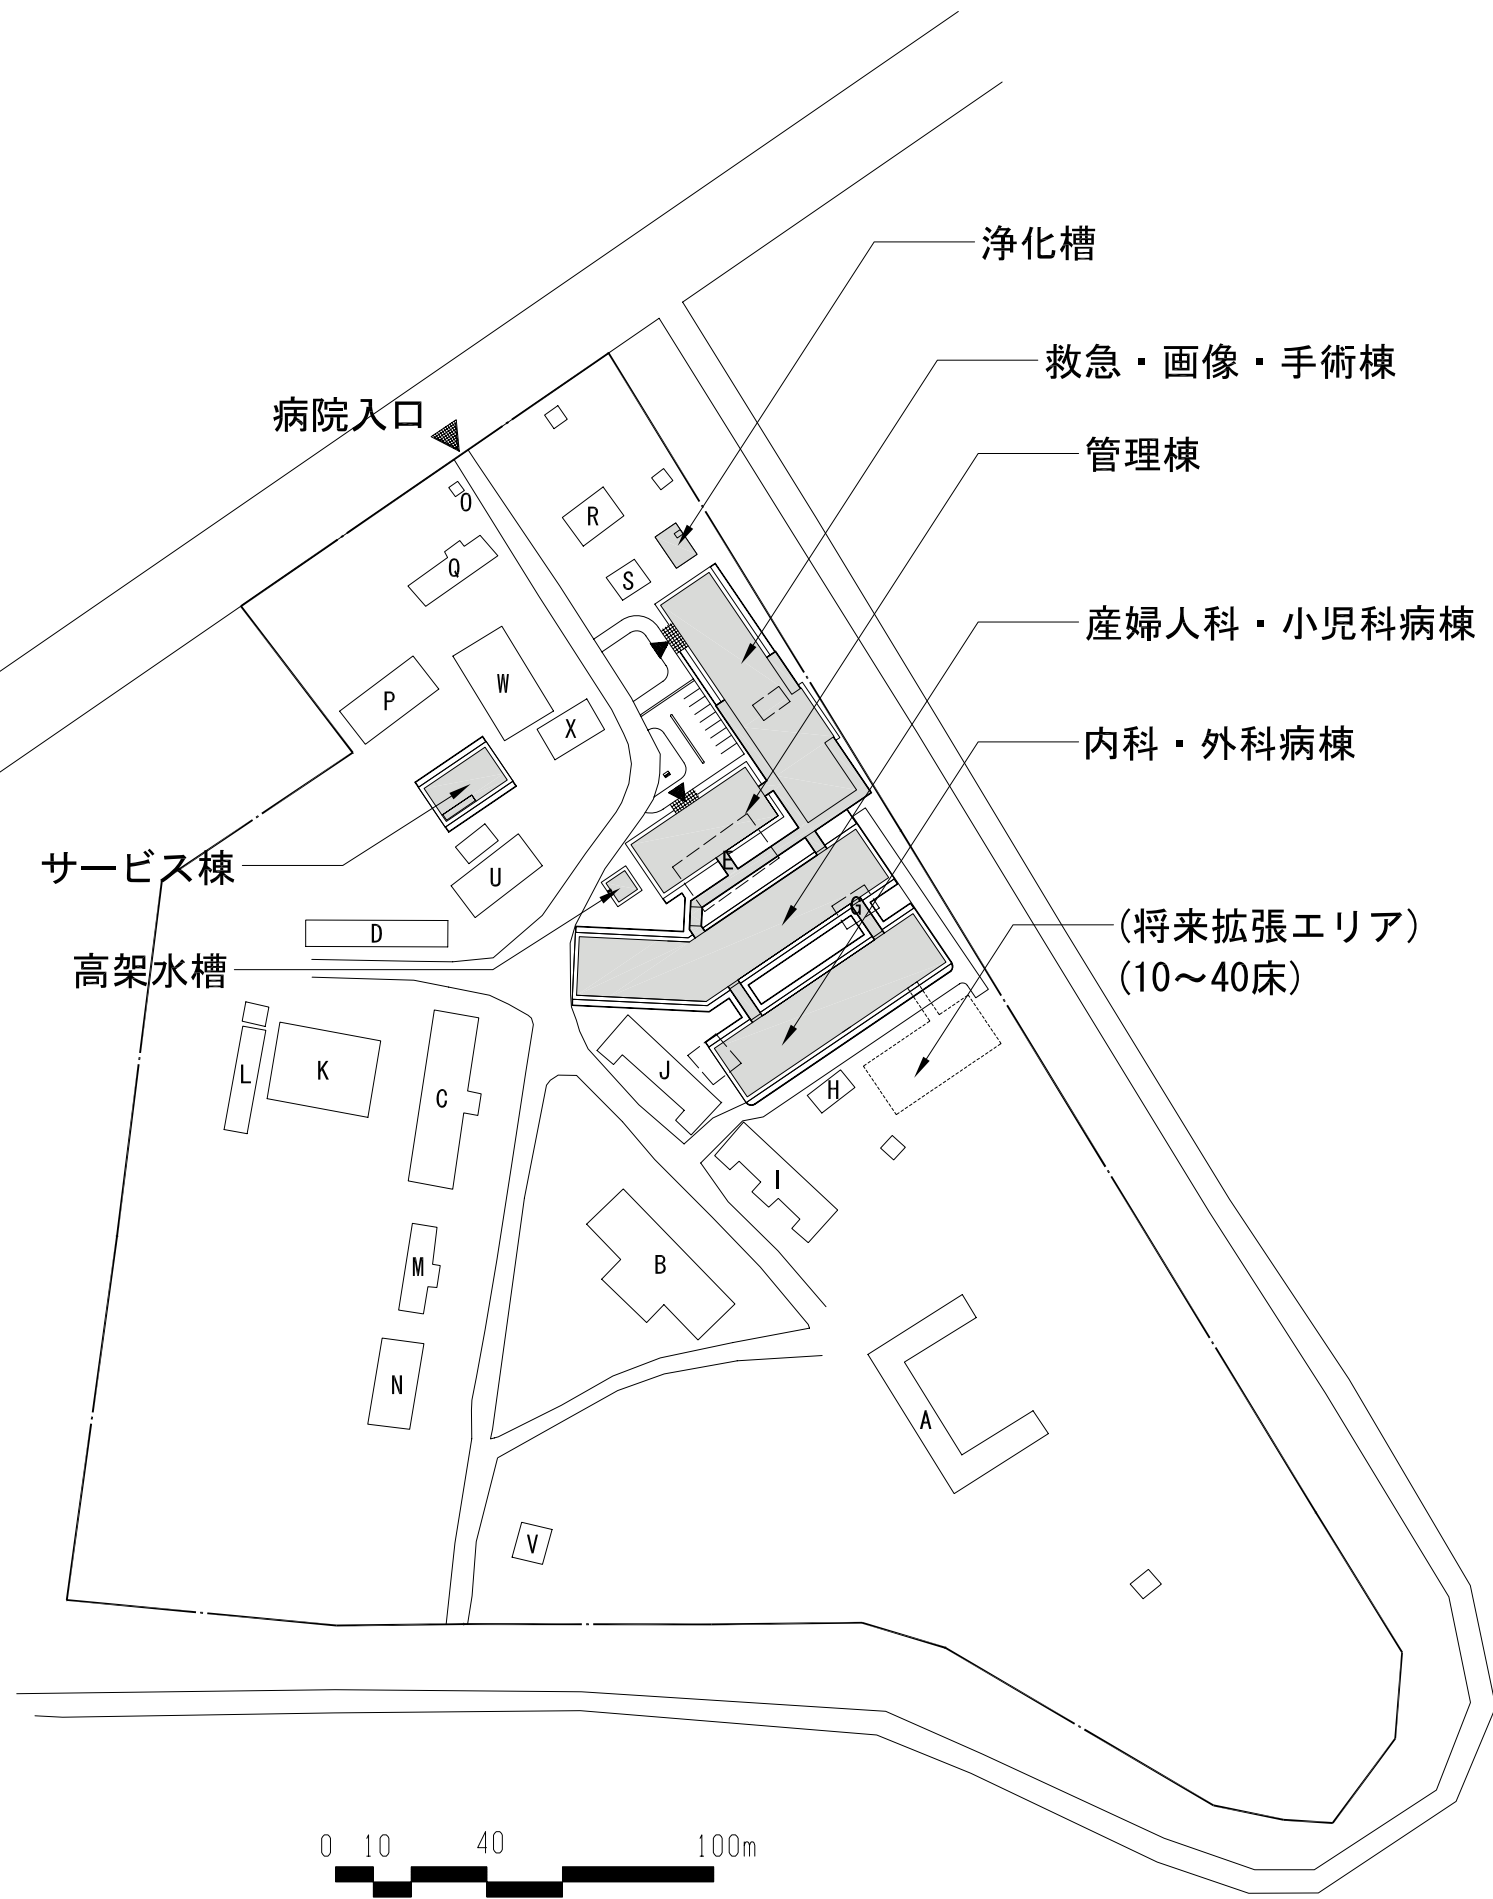 浄化槽
救急・画像・手術棟
病院入口
管理棟
O
R
Q
S
産婦人科・小児科病棟
W
P
X
内科・外科病棟
サービス棟
E
U
G
D
(将来拡張エリア)
(10～40床)
高架水槽
L
K
J
C
H
I
M
B
N
A
V
0 10 40 100m